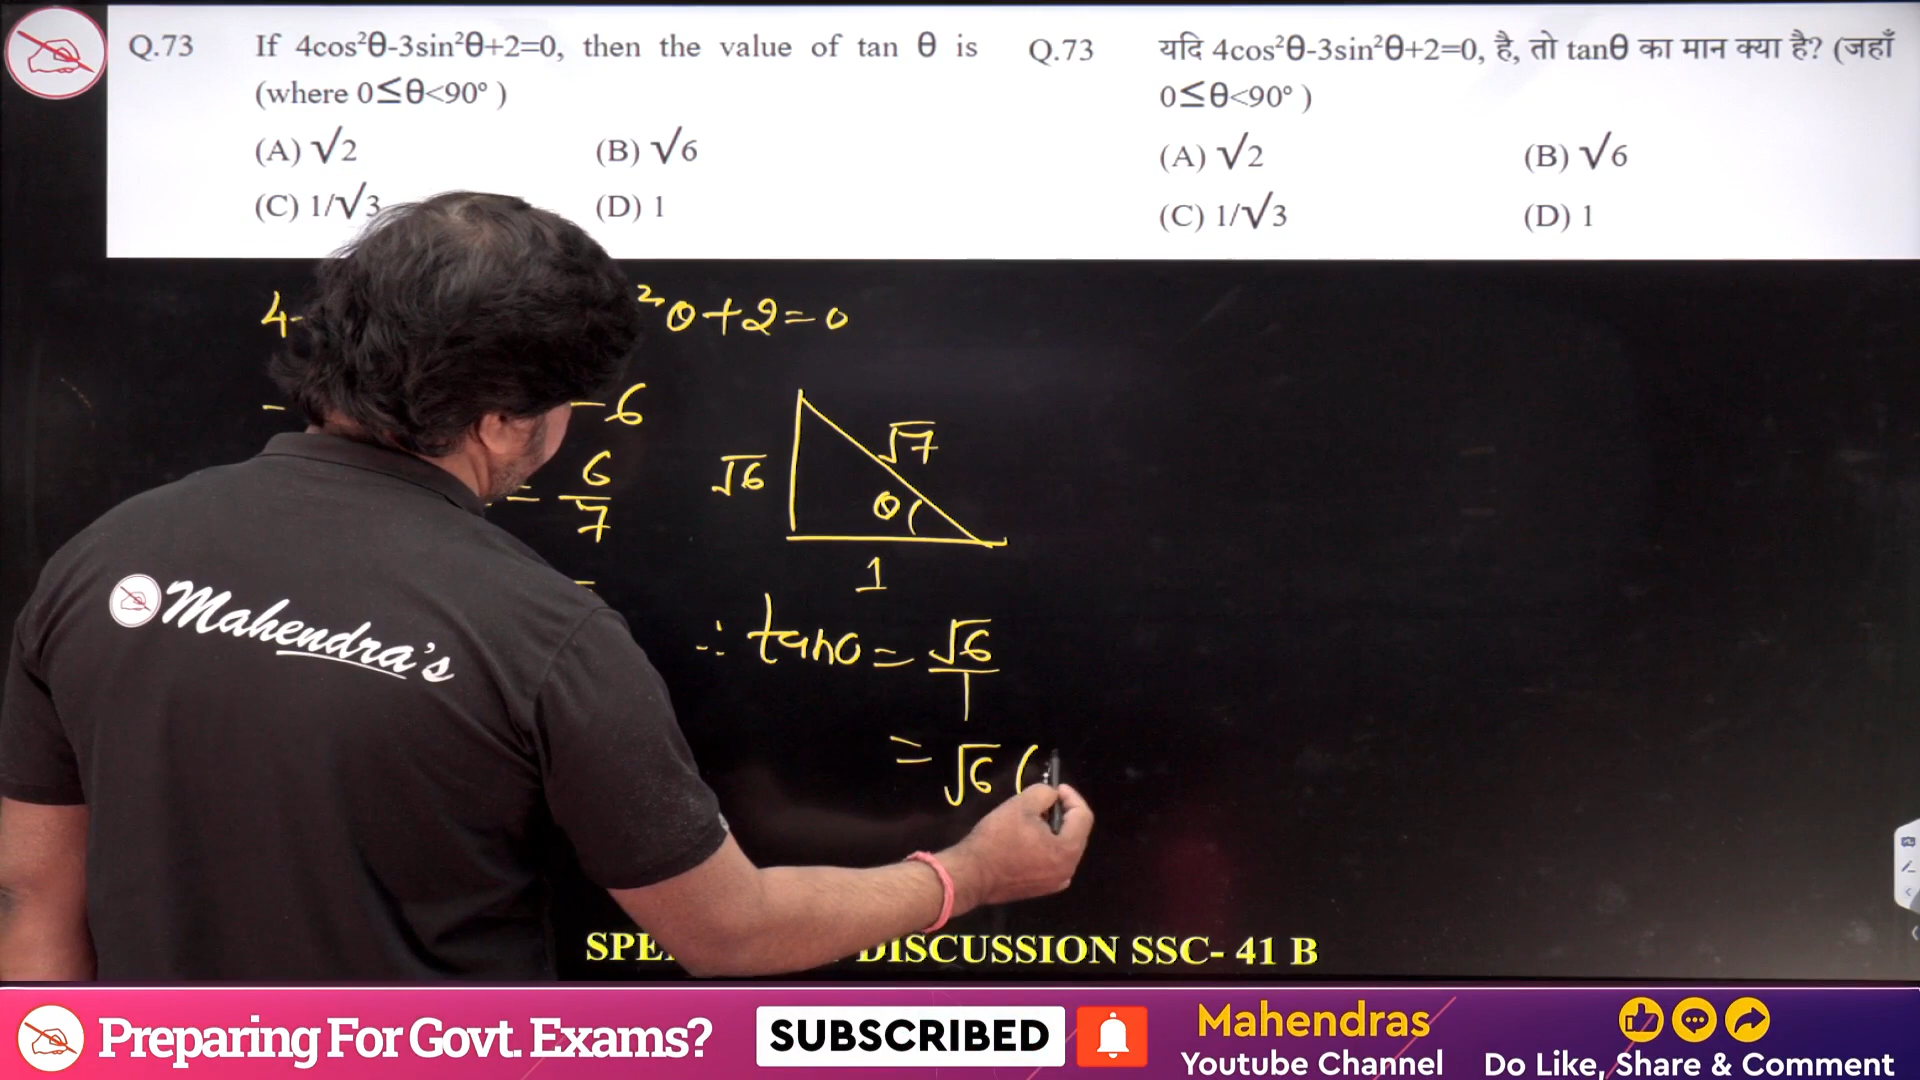 Q.73 If 4cos²θ-3sin²θ+2=0, then the value of tan θ is
(where 0≤θ<90° )
(A) √2 (B) √6
(C) 1/√3 (D) 1
Q.73 यदि 4cos²θ-3sin²θ+2=0, है, तो tanθ का मान क्या है? (जहाँ
0≤θ<90° )
(A) √2 (B) √6
(C) 1/√3 (D) 1
4 ²θ+2=0
- -6
= 6/7
√6 √7
θ
1
∴ tanθ = √6/1
= √6 (
Mahendra's
DISCUSSION SSC- 41 B
Preparing For Govt. Exams?
SUBSCRIBED
Mahendras
Youtube Channel
Do Like, Share & Comment